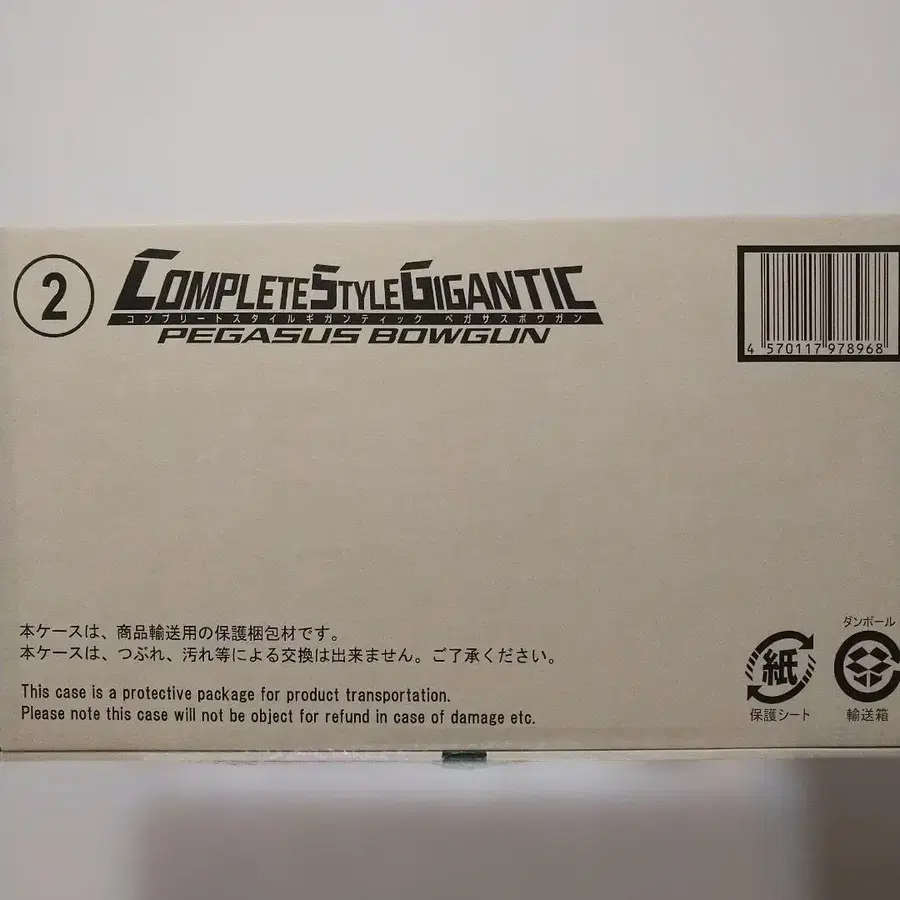 2
COMPLETE STYLE GIGANTIC
コンプリートスタイルギガンティック ペガサスボウガン
PEGASUS BOWGUN
4 570117 978968
本ケースは、商品輸送用の保護梱包材です。
本ケースは、つぶれ、汚れ等による交換は出来ません。ご了承ください。
This case is a protective package for product transportation.
Please note this case will not be object for refund in case of damage etc.
紙
保護シート
ダンボール
輸送箱